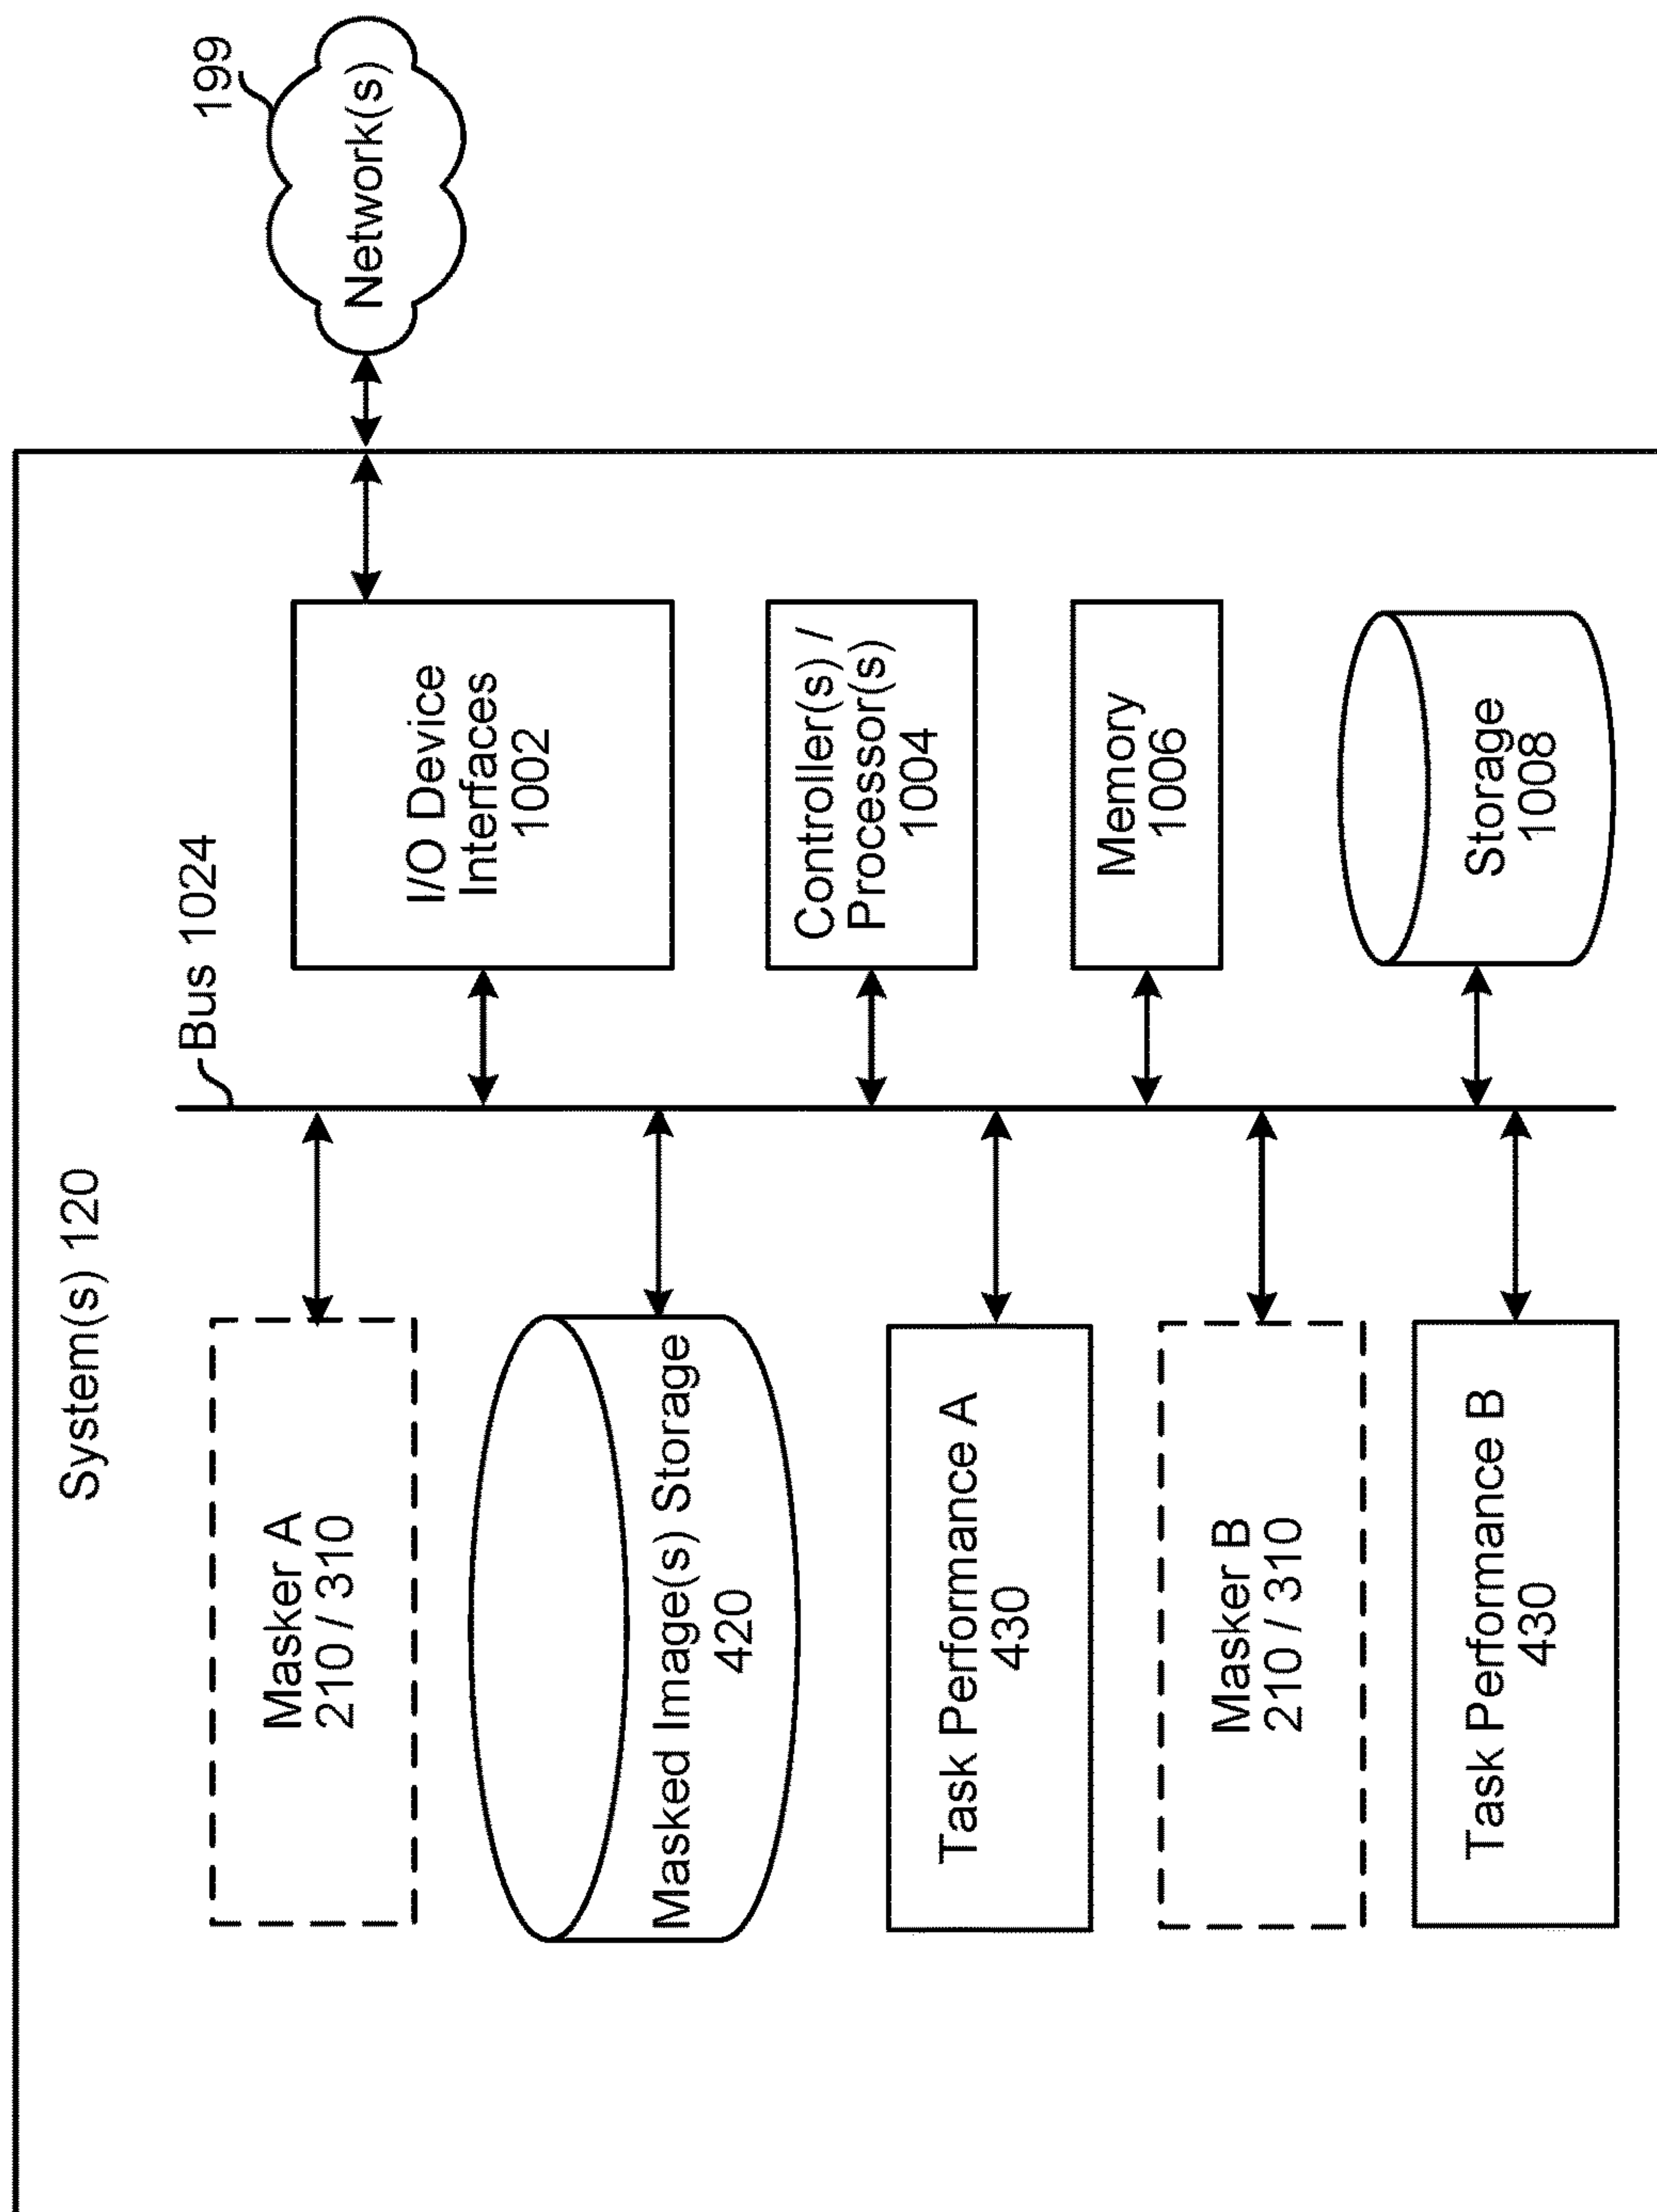 System(s) 120
Bus 1024
199
Network(s)
Masker A
210 / 310
Masked Image(s) Storage
420
Task Performance A
430
Masker B
210 / 310
Task Performance B
430
I/O Device
Interfaces
1002
Controller(s) /
Processor(s)
1004
Memory
1006
Storage
1008